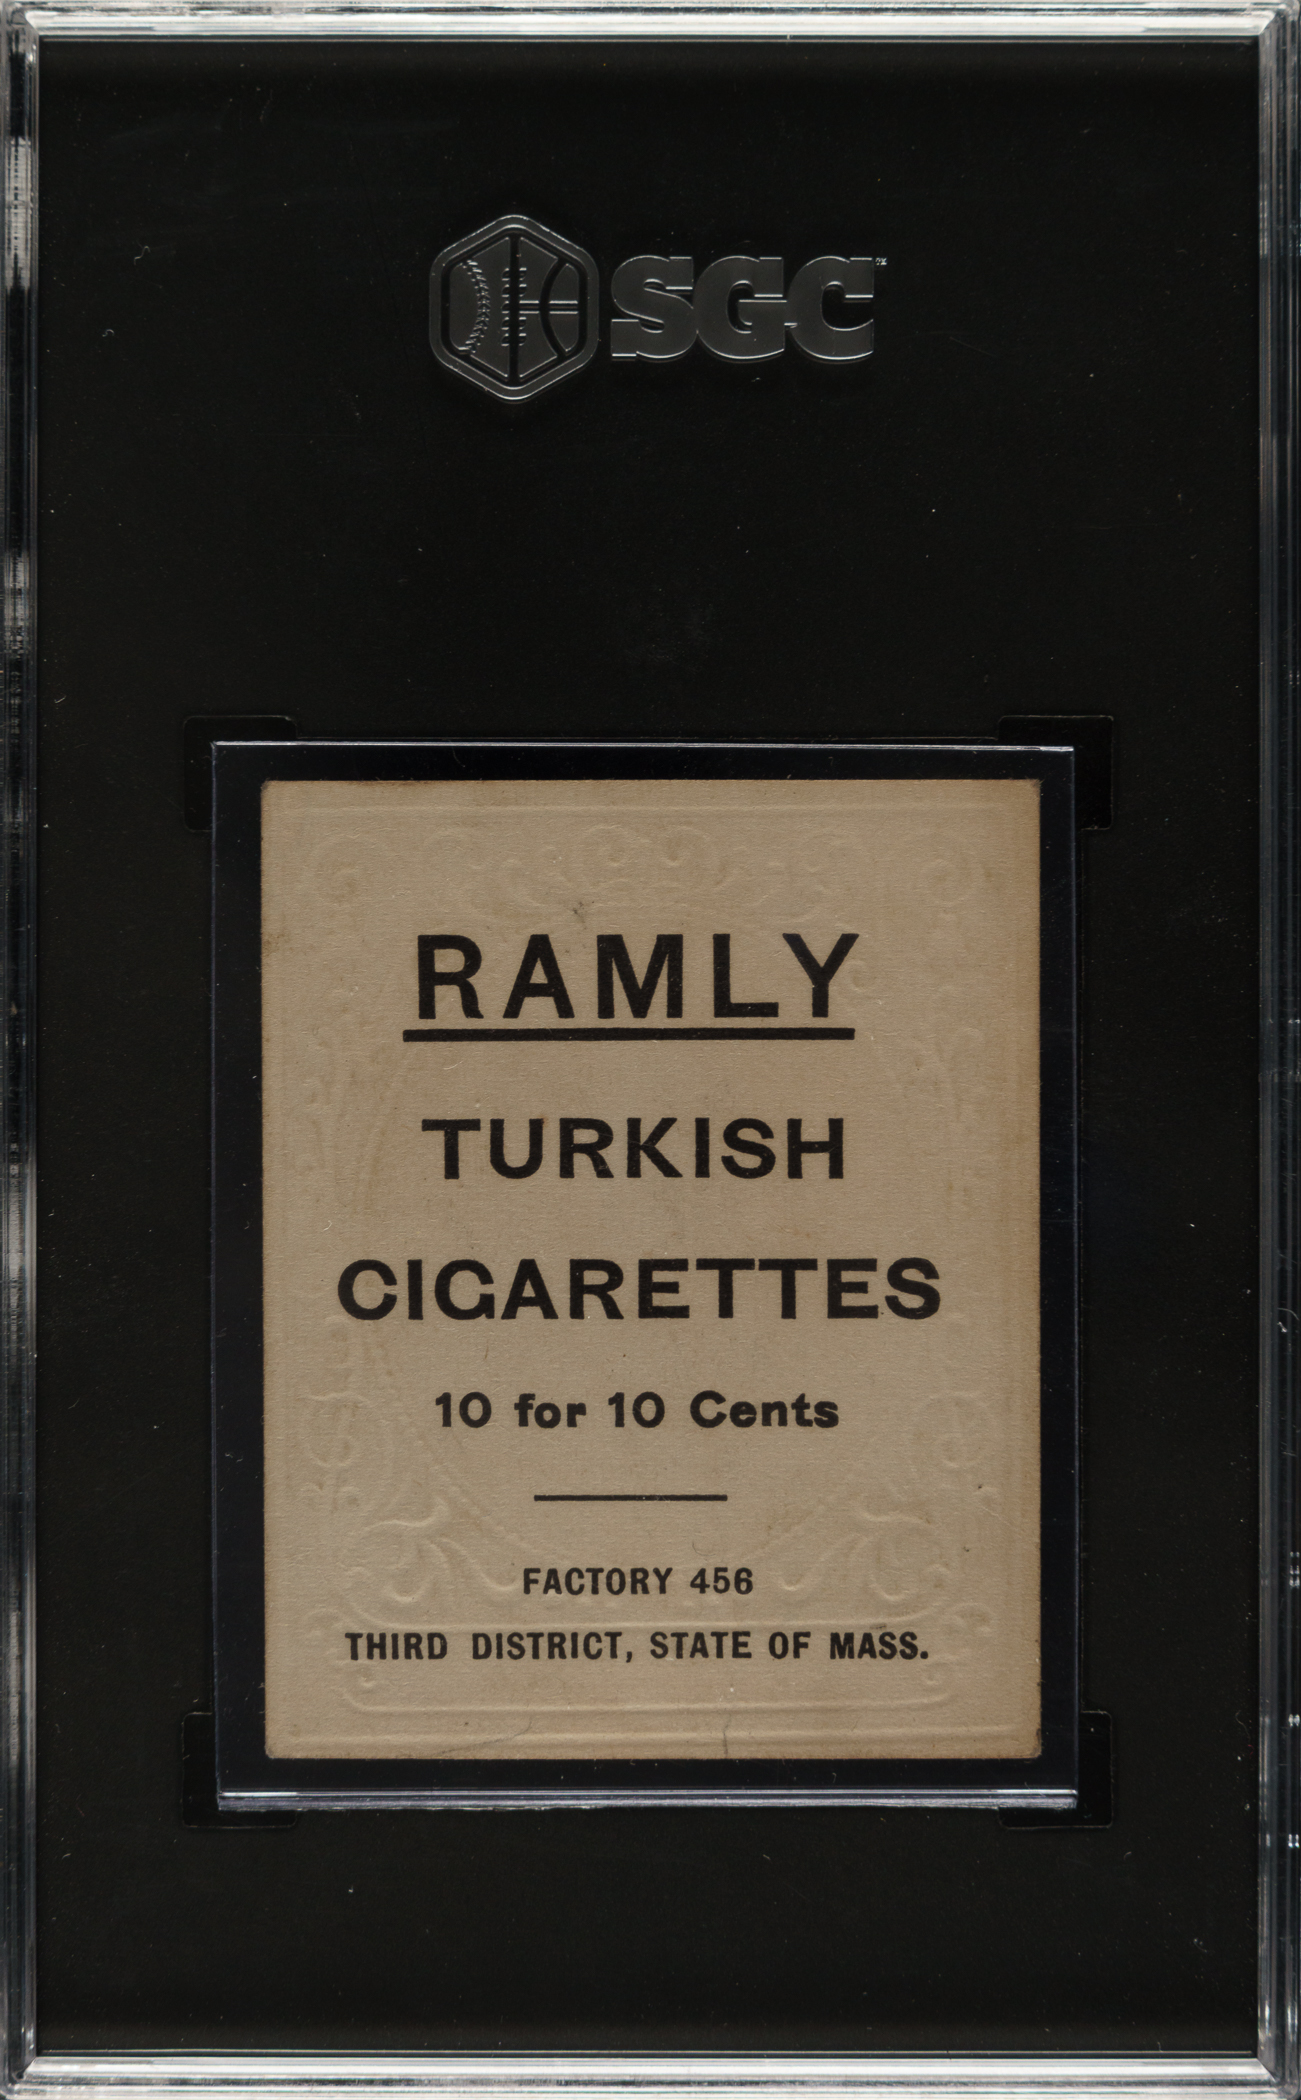 SGC
RAMLY
TURKISH
CIGARETTES
10 for 10 Cents
FACTORY 456
THIRD DISTRICT, STATE OF MASS.